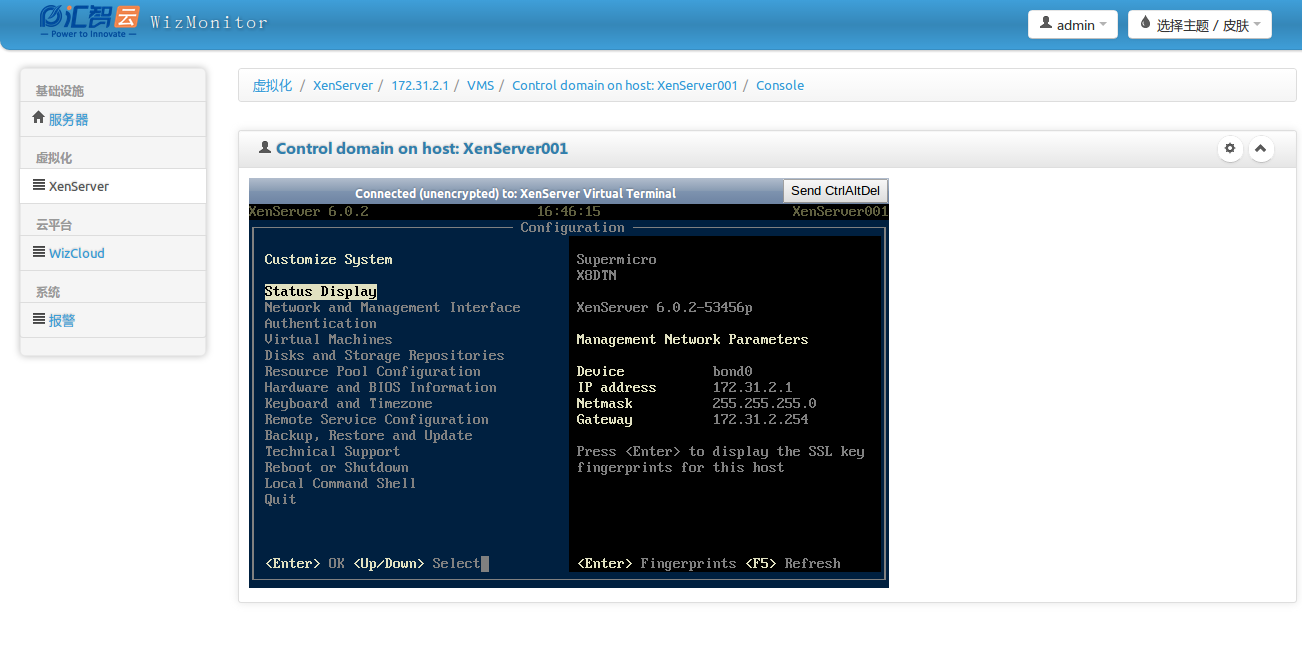 汇智云 WizMonitor
— Power to Innovate —
admin
选择主题 / 皮肤
基础设施
服务器
虚拟化
XenServer
云平台
WizCloud
系统
报警
虚拟化 / XenServer / 172.31.2.1 / VMS / Control domain on host: XenServer001 / Console
Control domain on host: XenServer001
Connected (unencrypted) to: XenServer Virtual Terminal
Send CtrlAltDel
XenServer 6.0.2 16:46:15 XenServer001
Configuration
Customize System
Status Display
Network and Management Interface
Authentication
Virtual Machines
Disks and Storage Repositories
Resource Pool Configuration
Hardware and BIOS Information
Keyboard and Timezone
Remote Service Configuration
Backup, Restore and Update
Technical Support
Reboot or Shutdown
Local Command Shell
Quit
<Enter> OK <Up/Down> Select
Supermicro
X8DTN
XenServer 6.0.2-53456p
Management Network Parameters
Device bond0
IP address 172.31.2.1
Netmask 255.255.255.0
Gateway 172.31.2.254
Press <Enter> to display the SSL key
fingerprints for this host
<Enter> Fingerprints <F5> Refresh